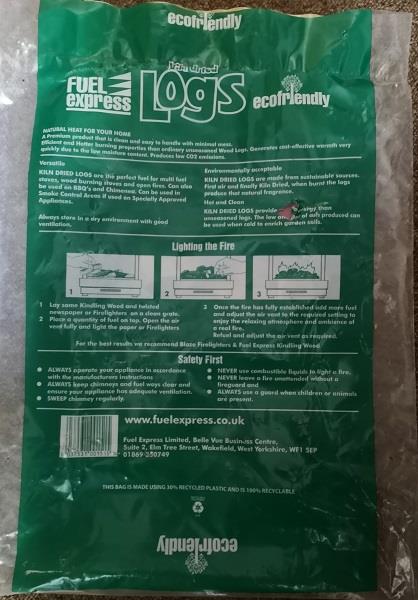 ecofriendly
kiln dried
FUEL
express
Logs
ecofriendly
NATURAL HEAT FOR YOUR HOME
A Premium product that is clean and easy to handle with minimal mess.
Efficient and Hotter burning properties than ordinary unseasoned Wood Logs. Generates cost-effective warmth very
quickly due to the low moisture content. Produces low CO2 emissions.
Versatile
KILN DRIED LOGS are the perfect fuel for multi fuel
stoves, wood burning stoves and open fires. Can also
be used on BBQ's and Chimeneas. Can be used in
Smoke Control Areas if used on Specially Approved
Appliances.
Always store in a dry environment with good
ventilation.
Environmentally acceptable
KILN DRIED LOGS are made from sustainable sources.
First air and finally Kiln Dried, when burnt the logs
produce that natural fragrance.
Hot and Clean
KILN DRIED LOGS provide energy than
unseasoned logs. The low of ash produced can
be used when cold to enrich garden soils.
Lighting the Fire
1 2 3
1 Lay some Kindling Wood and twisted
newspaper or Firelighters on a clean grate.
2 Place a quantity of fuel on top. Open the air
vent fully and light the paper or Firelighters
3 Once the fire has fully established add more fuel
and adjust the air vent to the required setting to
enjoy the relaxing atmosphere and ambience of
a real fire.
Refuel and adjust the air vent as required.
For the best results we recommend Blaze Firelighters & Fuel Express Kindling Wood
Safety First
ALWAYS operate your appliance in accordance
with the manufacturers instructions
ALWAYS keep chimneys and fuel ways clear and
ensure your appliance has adequate ventilation.
SWEEP chimney regularly.
NEVER use combustible liquids to light a fire.
NEVER leave a fire unattended without a
fireguard and
ALWAYS use a guard when children or animals
are present.
www.fuelexpress.co.uk
Fuel Express Limited, Belle Vue Business Centre,
Suite 2, Elm Tree Street, Wakefield, West Yorkshire, WF1 5EP
01869 250749
THIS BAG IS MADE USING 30% RECYCLED PLASTIC AND IS 100% RECYCLABLE
ecofriendly